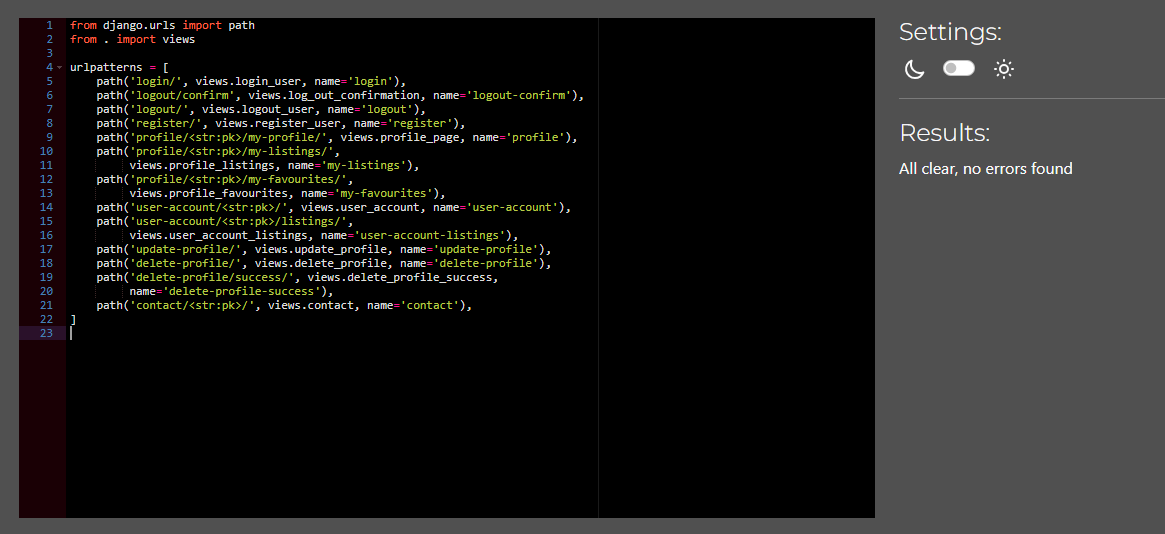 1 from django.urls import path
2 from . import views
3
4 urlpatterns = [
5     path('login/', views.login_user, name='login'),
6     path('logout/confirm', views.log_out_confirmation, name='logout-confirm'),
7     path('logout/', views.logout_user, name='logout'),
8     path('register/', views.register_user, name='register'),
9     path('profile/<str:pk>/my-profile/', views.profile_page, name='profile'),
10     path('profile/<str:pk>/my-listings/',
11          views.profile_listings, name='my-listings'),
12     path('profile/<str:pk>/my-favourites/',
13          views.profile_favourites, name='my-favourites'),
14     path('user-account/<str:pk>/', views.user_account, name='user-account'),
15     path('user-account/<str:pk>/listings/',
16          views.user_account_listings, name='user-account-listings'),
17     path('update-profile/', views.update_profile, name='update-profile'),
18     path('delete-profile/', views.delete_profile, name='delete-profile'),
19     path('delete-profile/success/', views.delete_profile_success,
20          name='delete-profile-success'),
21     path('contact/<str:pk>/', views.contact, name='contact'),
22 ]
23
Settings:
Results:
All clear, no errors found